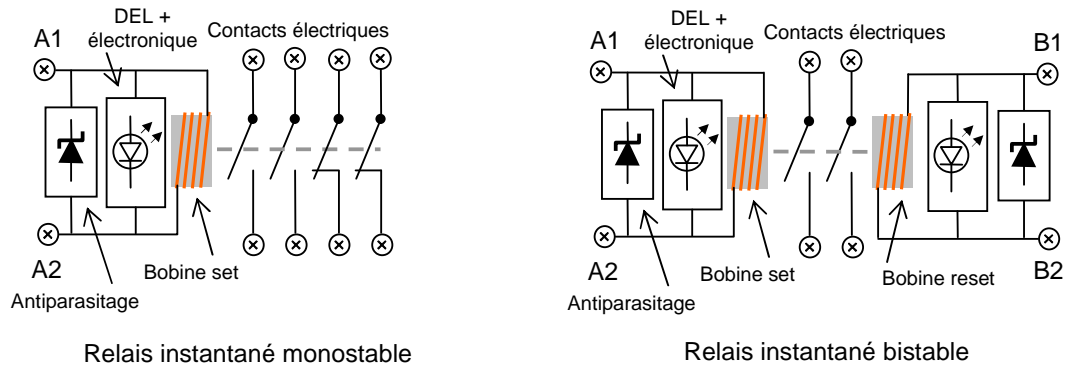 DEL +
électronique
Contacts électriques
A1
A2
Bobine set
Antiparasitage
Relais instantané monostable
DEL +
électronique
Contacts électriques
A1
B1
A2
Bobine set
Bobine reset
B2
Antiparasitage
Relais instantané bistable